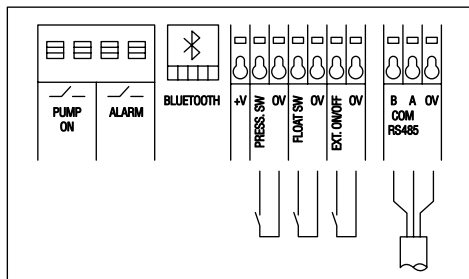 PUMP
ON
ALARM
BLUETOOTH
+V
PRESS. SW
0V
FLOAT SW
0V
EXT. ON/OFF
0V
B A 0V
COM
RS485